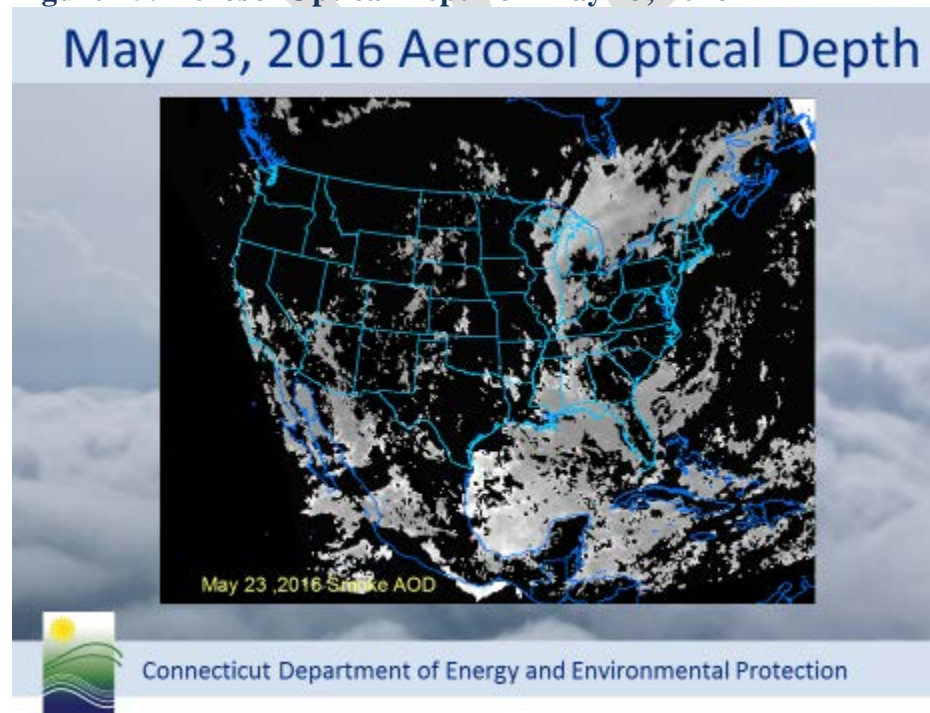 May 23, 2016 Aerosol Optical Depth
May 23 ,2016 Smoke AOD
Connecticut Department of Energy and Environmental Protection